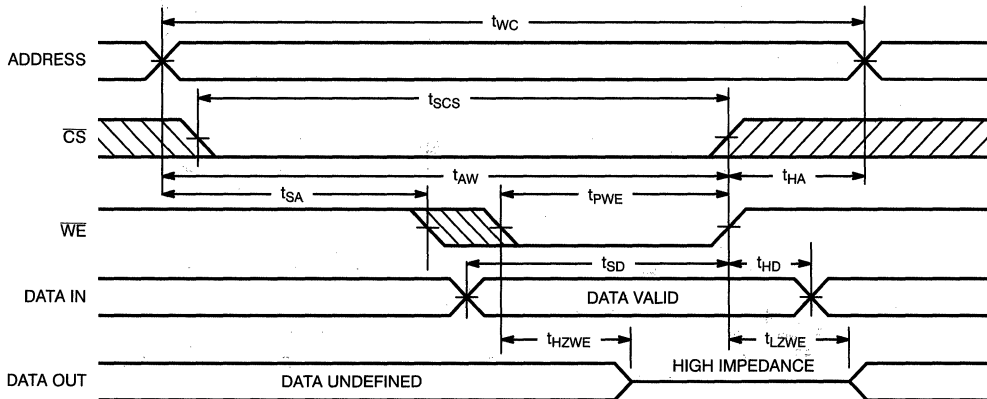 tWC
ADDRESS
tSCS
CS
tAW
tHA
tSA
tPWE
WE
tSD
tHD
DATA IN
DATA VALID
tHZWE
tLZWE
HIGH IMPEDANCE
DATA OUT
DATA UNDEFINED